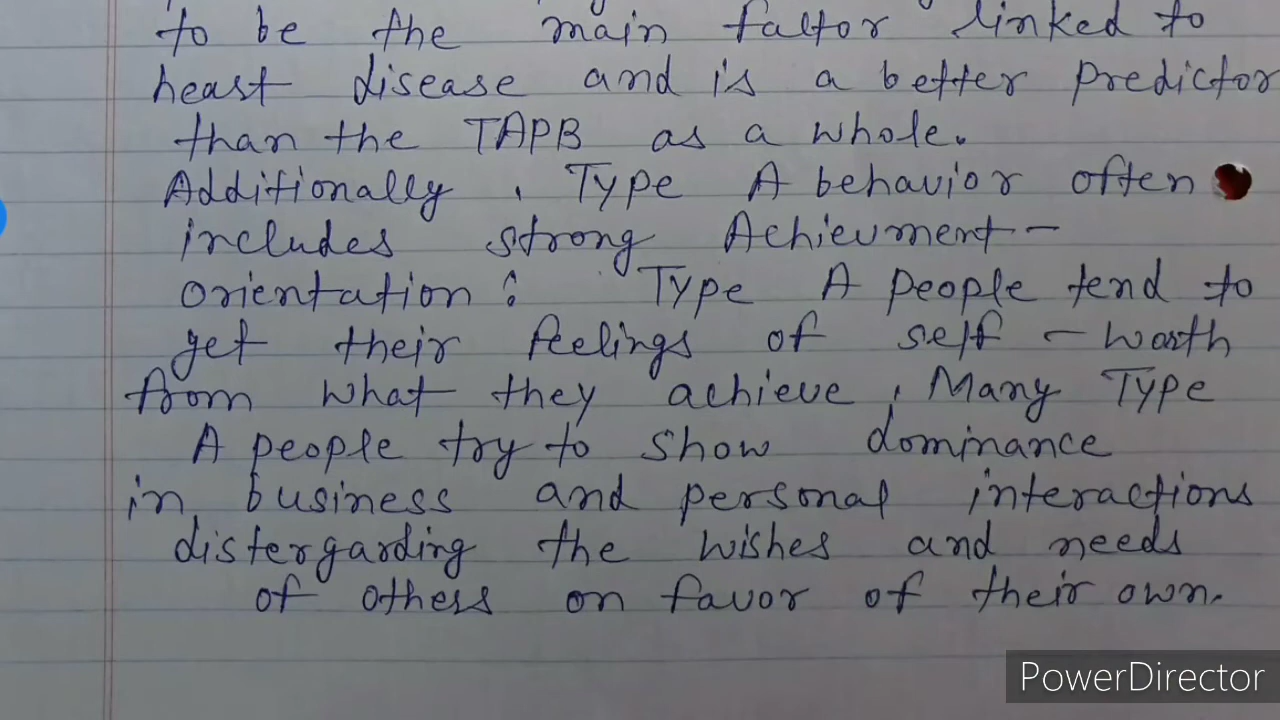 to be the main faltor linked to
heast disease and is a better predictor
than the TAPB as a whole.
Additionally, Type A behavior often
includes strong Achieument-
orientation: Type A people tend to
get their feelings of self-worth
from what they achieve, Many Type
A people try to show dominance
in business and personal interactions
distergarding the wishes and needs
of othess on favor of their own.
PowerDirector